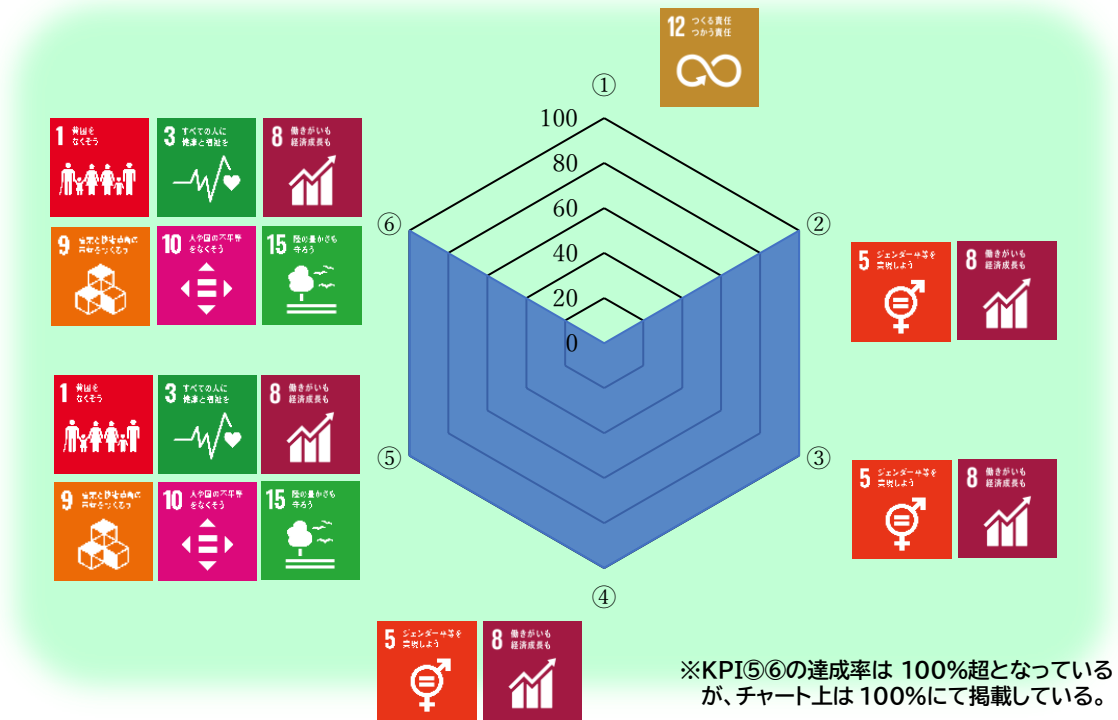 12 つくる責任
つかう責任
①
100
80
60
40
20
0
②
③
④
⑤
⑥
1 貧困を
なくそう
3 すべての人に
健康と福祉を
8 働きがいも
経済成長も
9 産業と技術革新の
基盤をつくろう
10 人や国の不平等
をなくそう
15 陸の豊かさも
守ろう
5 ジェンダー平等を
実現しよう
8 働きがいも
経済成長も
1 貧困を
なくそう
3 すべての人に
健康と福祉を
8 働きがいも
経済成長も
9 産業と技術革新の
基盤をつくろう
10 人や国の不平等
をなくそう
15 陸の豊かさも
守ろう
5 ジェンダー平等を
実現しよう
8 働きがいも
経済成長も
5 ジェンダー平等を
実現しよう
8 働きがいも
経済成長も
※KPI⑤⑥の達成率は 100%超となっている
が、チャート上は 100%にて掲載している。